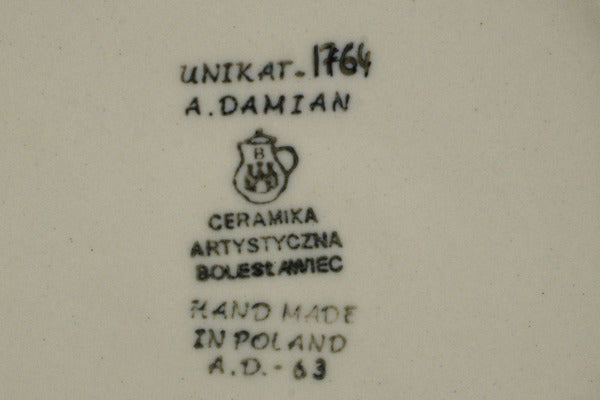 UNIKAT-1764
A. DAMIAN
B
CERAMIKA
ARTYSTYCZNA
BOLESŁAWIEC
HAND MADE
IN POLAND
A.D.-63